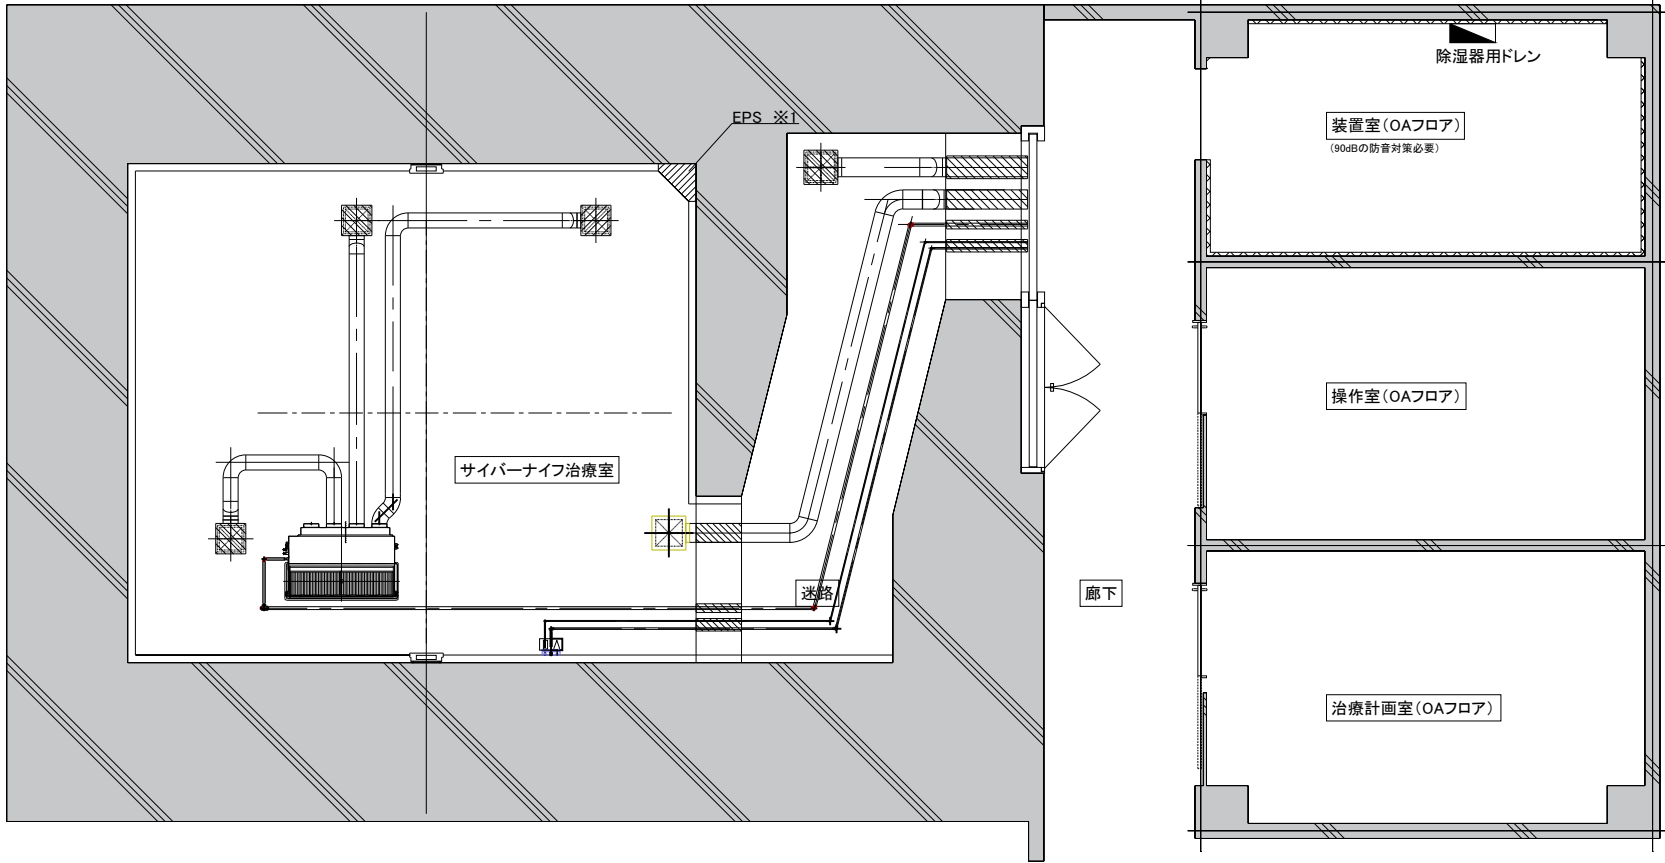 除湿器用ドレン
EPS ※1
装置室(OAフロア)
(90dBの防音対策必要)
操作室(OAフロア)
サイバーナイフ治療室
迷路
廊下
治療計画室(OAフロア)